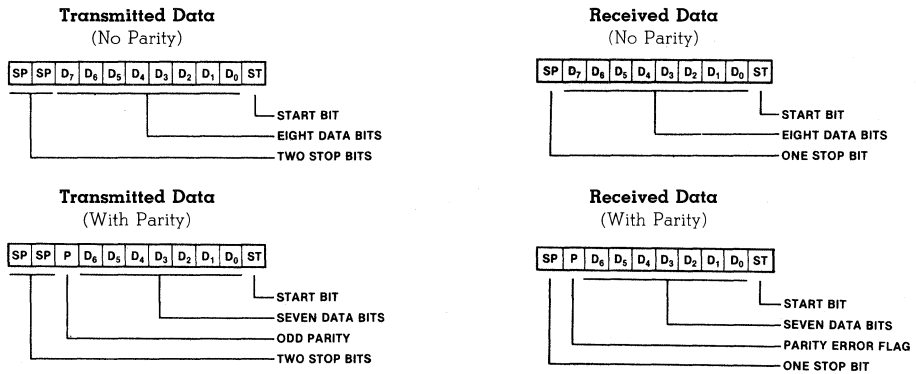 Transmitted Data
(No Parity)
SP SP D7 D6 D5 D4 D3 D2 D1 D0 ST
START BIT
EIGHT DATA BITS
TWO STOP BITS
Received Data
(No Parity)
SP D7 D6 D5 D4 D3 D2 D1 D0 ST
START BIT
EIGHT DATA BITS
ONE STOP BIT
Transmitted Data
(With Parity)
SP SP P D6 D5 D4 D3 D2 D1 D0 ST
START BIT
SEVEN DATA BITS
ODD PARITY
TWO STOP BITS
Received Data
(With Parity)
SP P D6 D5 D4 D3 D2 D1 D0 ST
START BIT
SEVEN DATA BITS
PARITY ERROR FLAG
ONE STOP BIT